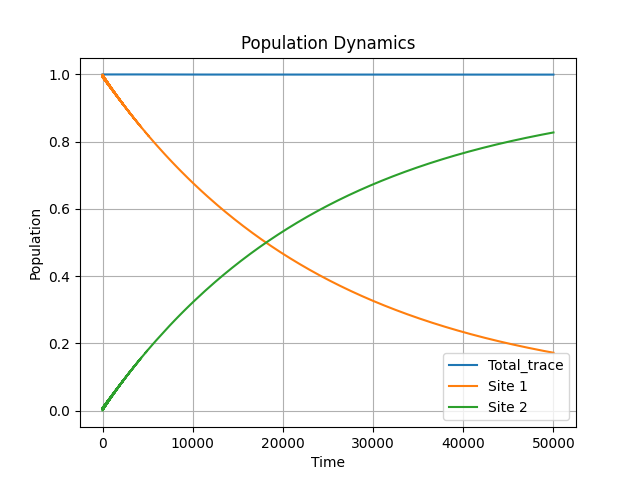 Population Dynamics
1.0
0.8
0.6
0.4
0.2
0.0
Population
0
10000
20000
30000
40000
50000
Time
Total_trace
Site 1
Site 2